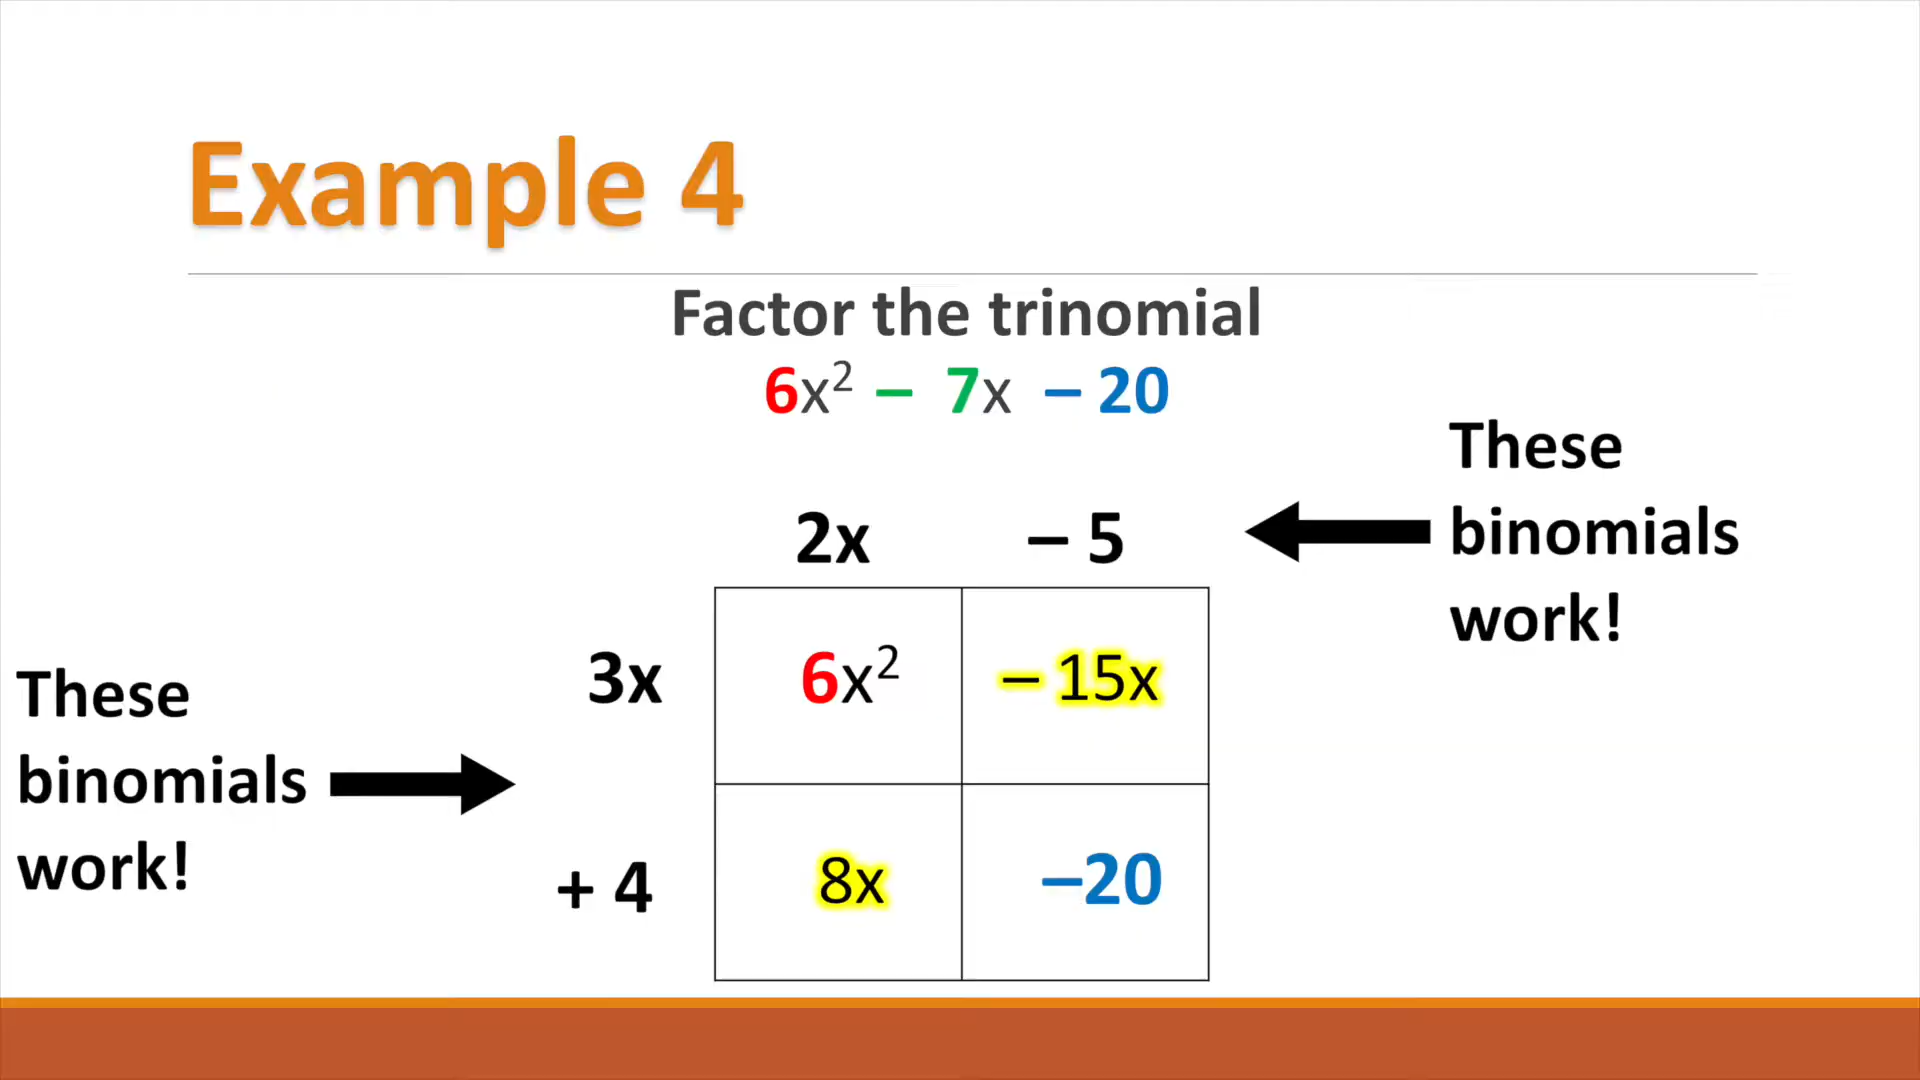 Example 4
Factor the trinomial
6x² – 7x – 20
These
binomials
work!
2x – 5
3x 6x² – 15x
These
binomials
work!
+ 4 8x –20